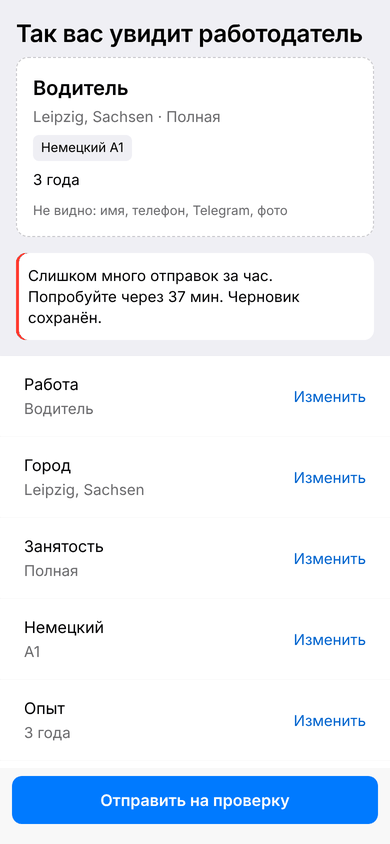 Так вас увидит работодатель
Водитель
Leipzig, Sachsen · Полная
Немецкий A1
3 года
Не видно: имя, телефон, Telegram, фото
Слишком много отправок за час.
Попробуйте через 37 мин. Черновик
сохранён.
Работа
Водитель
Изменить
Город
Leipzig, Sachsen
Изменить
Занятость
Полная
Изменить
Немецкий
A1
Изменить
Опыт
3 года
Изменить
Отправить на проверку